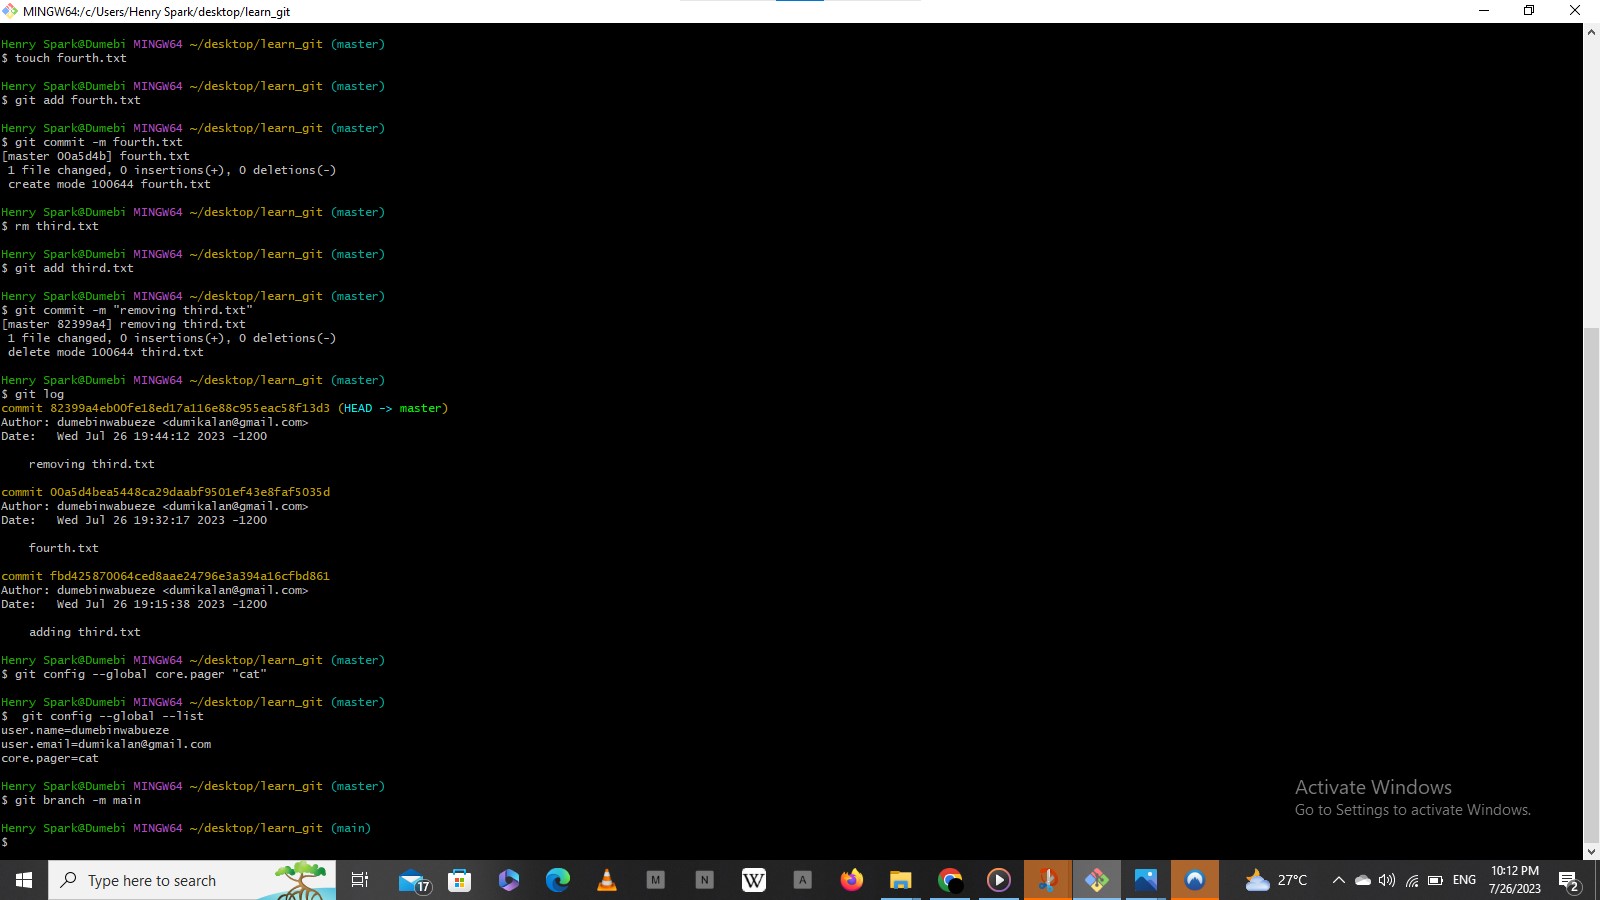 MINGW64:/c/Users/Henry Spark/desktop/learn_git
Henry Spark@Dumebi MINGW64 ~/desktop/learn_git (master)
$ touch fourth.txt
Henry Spark@Dumebi MINGW64 ~/desktop/learn_git (master)
$ git add fourth.txt
Henry Spark@Dumebi MINGW64 ~/desktop/learn_git (master)
$ git commit -m fourth.txt
[master 00a5d4b] fourth.txt
 1 file changed, 0 insertions(+), 0 deletions(-)
 create mode 100644 fourth.txt
Henry Spark@Dumebi MINGW64 ~/desktop/learn_git (master)
$ rm third.txt
Henry Spark@Dumebi MINGW64 ~/desktop/learn_git (master)
$ git add third.txt
Henry Spark@Dumebi MINGW64 ~/desktop/learn_git (master)
$ git commit -m "removing third.txt"
[master 82399a4] removing third.txt
 1 file changed, 0 insertions(+), 0 deletions(-)
 delete mode 100644 third.txt
Henry Spark@Dumebi MINGW64 ~/desktop/learn_git (master)
$ git log
commit 82399a4eb00fe18ed17a116e88c955eac58f13d3 (HEAD -> master)
Author: dumebinwabueze <dumikalan@gmail.com>
Date:   Wed Jul 26 19:44:12 2023 -1200
    removing third.txt
commit 00a5d4bea5448ca29daabf9501ef43e8faf5035d
Author: dumebinwabueze <dumikalan@gmail.com>
Date:   Wed Jul 26 19:32:17 2023 -1200
    fourth.txt
commit fbd425870064ced8aae24796e3a394a16cfbd861
Author: dumebinwabueze <dumikalan@gmail.com>
Date:   Wed Jul 26 19:15:38 2023 -1200
    adding third.txt
Henry Spark@Dumebi MINGW64 ~/desktop/learn_git (master)
$ git config --global core.pager "cat"
Henry Spark@Dumebi MINGW64 ~/desktop/learn_git (master)
$  git config --global --list
user.name=dumebinwabueze
user.email=dumikalan@gmail.com
core.pager=cat
Henry Spark@Dumebi MINGW64 ~/desktop/learn_git (master)
$ git branch -m main
Henry Spark@Dumebi MINGW64 ~/desktop/learn_git (main)
$
Activate Windows
Go to Settings to activate Windows.
Type here to search
17
M
N
W
A
27°C
ENG
10:12 PM
7/26/2023
2